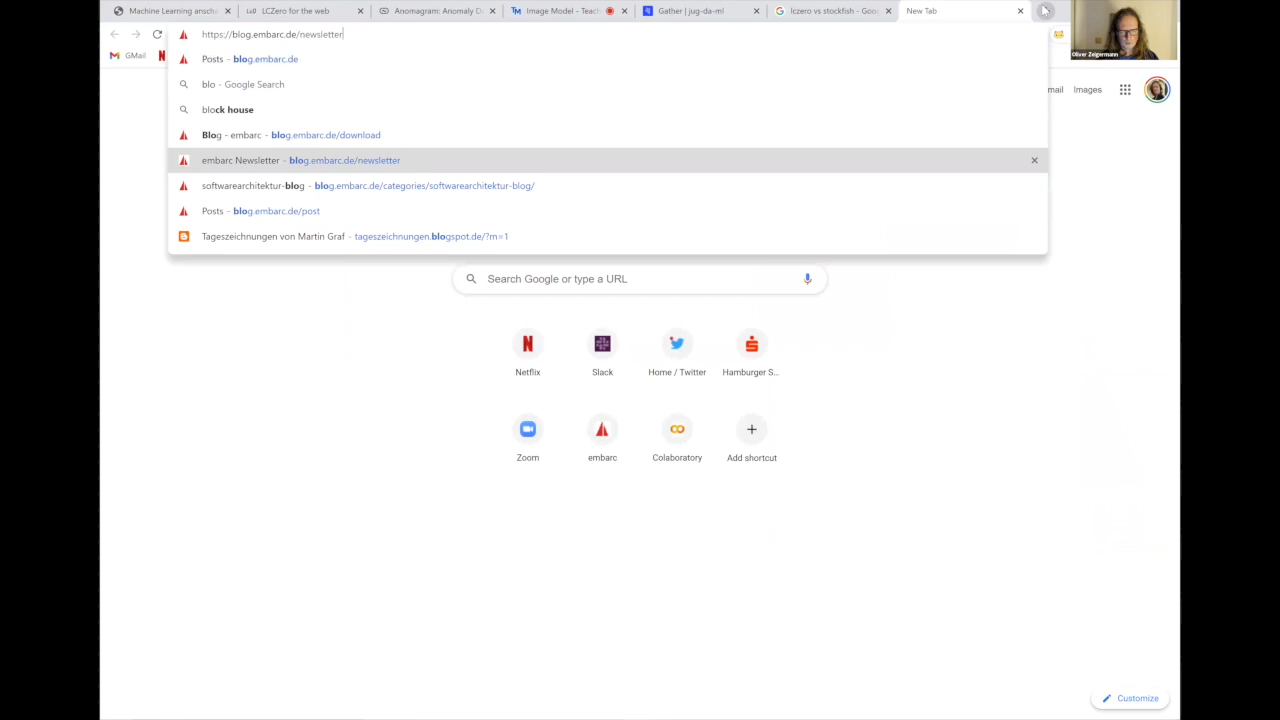 Machine Learning ansch
LCZero for the web
Anomagram: Anomaly D
Image Model - Teach
Gather | jug-da-ml
lczero vs stockfish - Goo
New Tab
https://blog.embarc.de/newsletter
Oliver Zeigermann
GMail
Posts - blog.embarc.de
blo - Google Search
mail
Images
block house
Blog - embarc - blog.embarc.de/download
embarc Newsletter - blog.embarc.de/newsletter
softwarearchitektur-blog - blog.embarc.de/categories/softwarearchitektur-blog/
Posts - blog.embarc.de/post
Tageszeichnungen von Martin Graf - tageszeichnungen.blogspot.de/?m=1
Search Google or type a URL
Netflix
Slack
Home / Twitter
Hamburger S...
Zoom
embarc
Colaboratory
Add shortcut
Customize